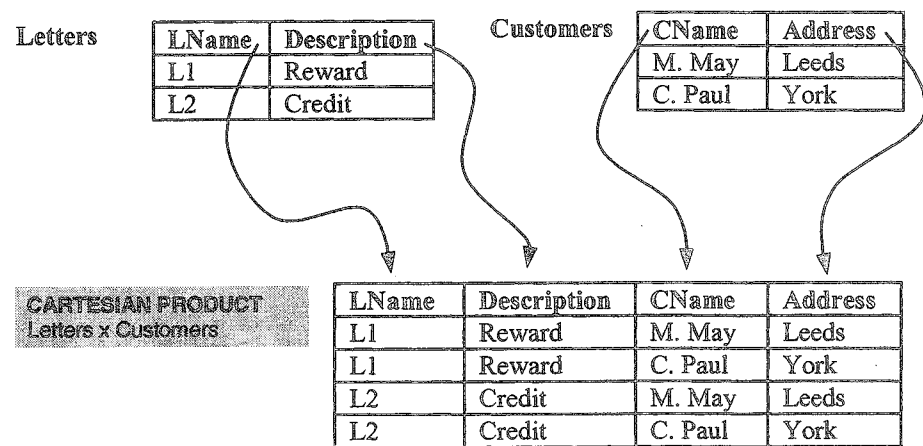 Letters
LName Description
L1 Reward
L2 Credit
Customers
CName Address
M. May Leeds
C. Paul York
CARTESIAN PRODUCT
Letters x Customers
LName Description CName Address
L1 Reward M. May Leeds
L1 Reward C. Paul York
L2 Credit M. May Leeds
L2 Credit C. Paul York